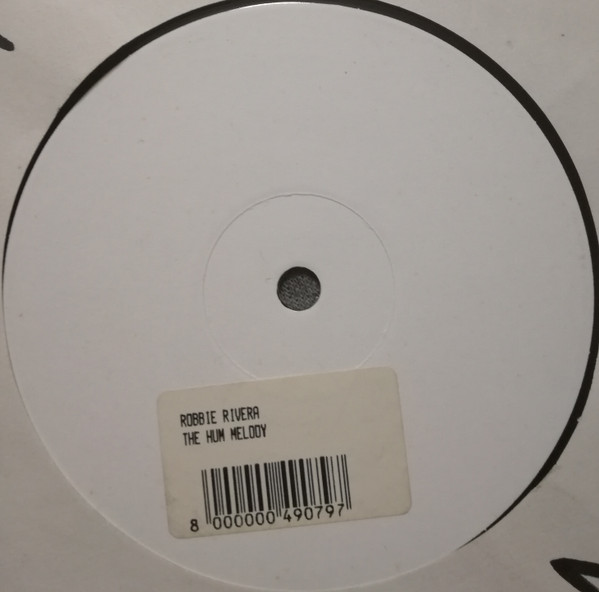 ROBBIE RIVERA
THE HUM MELODY
8 000000 490797